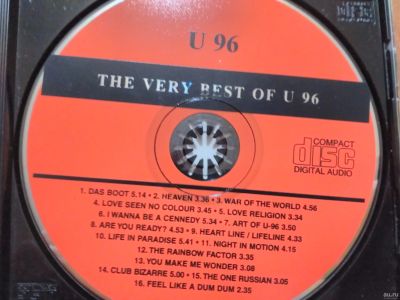 U 96
THE VERY BEST OF U 96
COMPACT
disc
DIGITAL AUDIO
1. DAS BOOT 5.14 • 2. HEAVEN 3.36 • 3. WAR OF THE WORLD 4.56
4. LOVE SEEN NO COLOUR 3.45 • 5. LOVE RELIGION 3.34
6. I WANNA BE A CENNEDY 5.34 • 7. ART OF U-96 3.50
8. ARE YOU READY? 4.53 • 9. HEART LINE / LIFELINE 4.33
10. LIFE IN PARADISE 5.41 • 11. NIGHT IN MOTION 4.15
12. THE RAINBOW FACTOR 3.35
13. YOU MAKE ME WONDER 3.08
14. CLUB BIZARRE 5.00 • 15. THE ONE RUSSIAN 3.05
16. FEEL LIKE A DUM DUM 2.35
au.ru